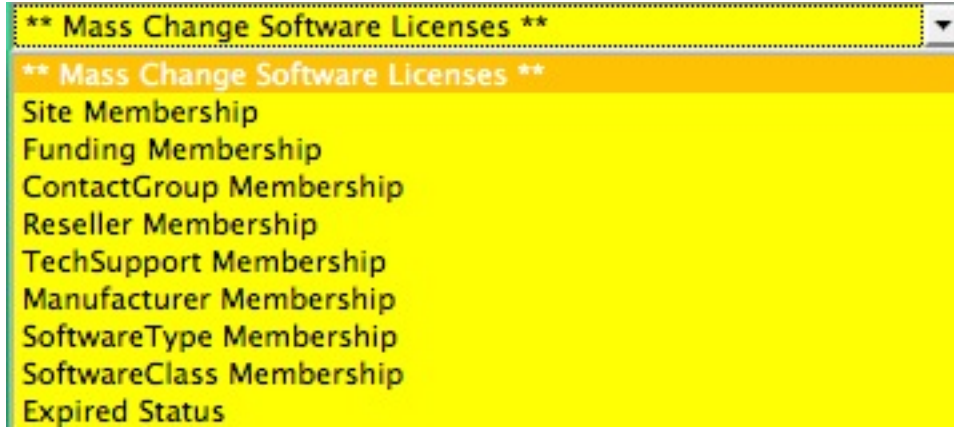 ** Mass Change Software Licenses **
** Mass Change Software Licenses **
Site Membership
Funding Membership
ContactGroup Membership
Reseller Membership
TechSupport Membership
Manufacturer Membership
SoftwareType Membership
SoftwareClass Membership
Expired Status